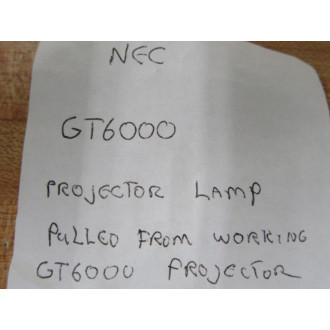 NEC
GT6000
PROJECTOR LAMP
PULLED FROM WORKING
GT6000 PROJECTOR